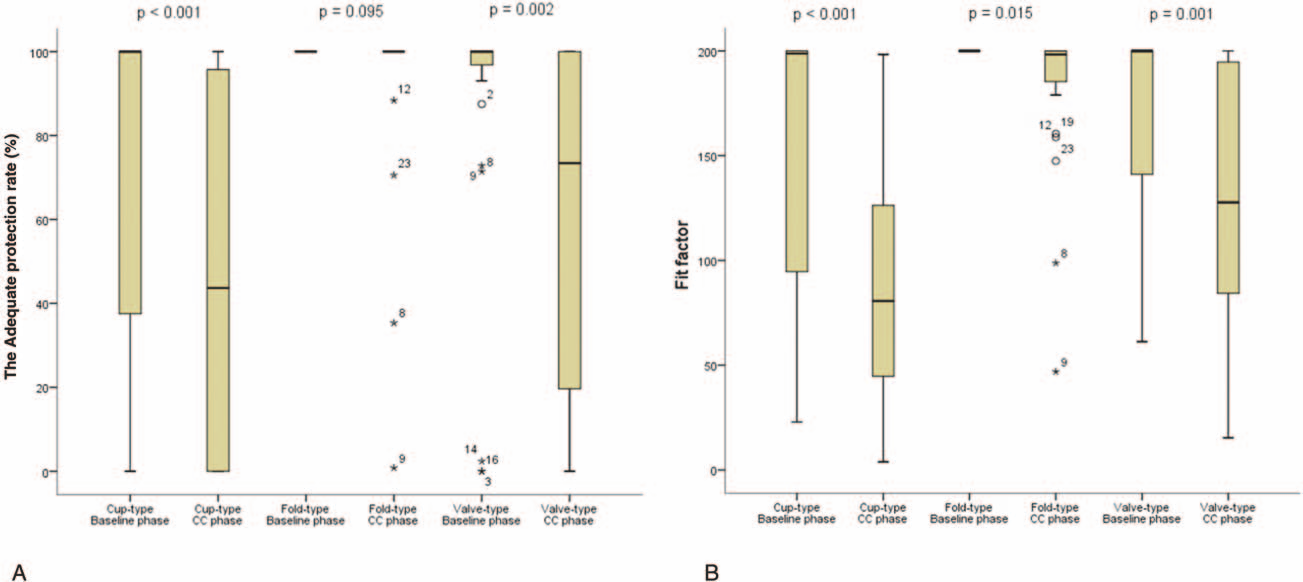 p < 0.001
p = 0.095
p = 0.002
The Adequate protection rate (%)
100
80
60
40
20
0
12
23
8
9
2
8
9
14
16
3
Cup-type
Baseline phase
Cup-type
CC phase
Fold-type
Baseline phase
Fold-type
CC phase
Valve-type
Baseline phase
Valve-type
CC phase
A
p < 0.001
p = 0.015
p = 0.001
Fit factor
200
150
100
50
0
12
19
23
8
9
Cup-type
Baseline phase
Cup-type
CC phase
Fold-type
Baseline phase
Fold-type
CC phase
Valve-type
Baseline phase
Valve-type
CC phase
B